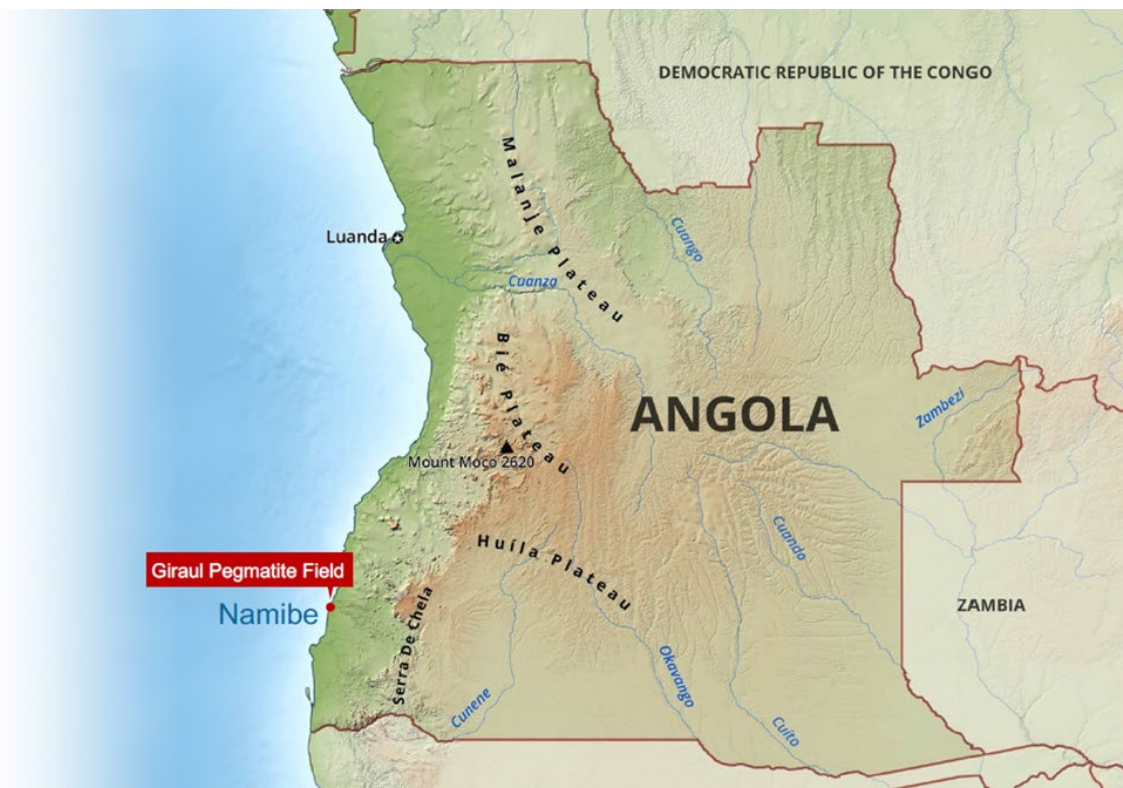 DEMOCRATIC REPUBLIC OF THE CONGO
Malanje Plateau
Luanda
Cuango
Cuanza
Bié Plateau
ANGOLA
Zambezi
Mount Moco 2620
Cuando
Huíla Plateau
Giraul Pegmatite Field
Namibe
ZAMBIA
Serra De Chela
Okavango
Cunene
Cuíto